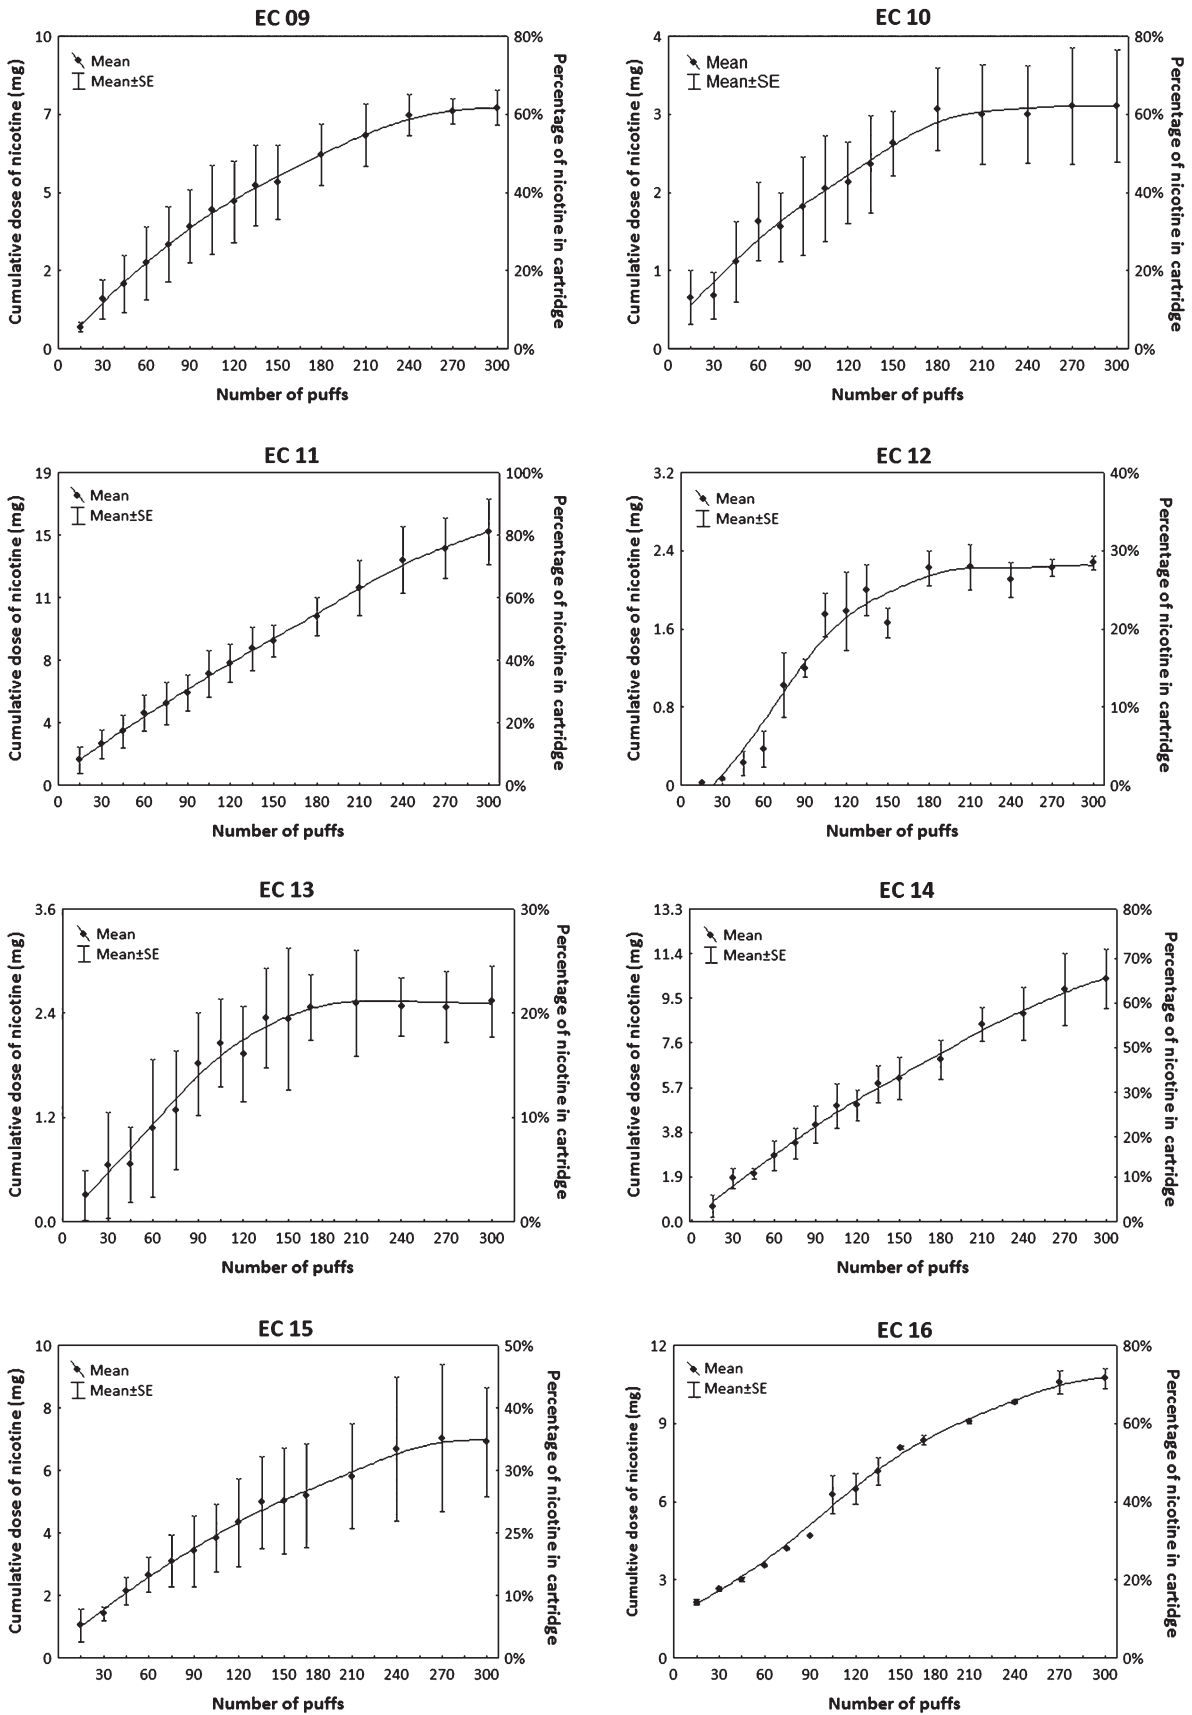 EC 09
10
7
5
2
0
80%
60%
40%
20%
0%
Mean
Mean±SE
Cumulative dose of nicotine (mg)
Percentage of nicotine in cartridge
0 30 60 90 120 150 180 210 240 270 300
Number of puffs
EC 10
4
3
2
1
0
80%
60%
40%
20%
0%
Mean
Mean±SE
Cumulative dose of nicotine (mg)
Percentage of nicotine in cartridge
0 30 60 90 120 150 180 210 240 270 300
Number of puffs
EC 11
19
15
11
8
4
0
100%
80%
60%
40%
20%
0%
Mean
Mean±SE
Cumulative dose of nicotine (mg)
Percentage of nicotine in cartridge
0 30 60 90 120 150 180 210 240 270 300
Number of puffs
EC 12
3.2
2.4
1.6
0.8
0
40%
30%
20%
10%
0%
Mean
Mean±SE
Cumulative dose of nicotine (mg)
Percentage of nicotine in cartridge
0 30 60 90 120 150 180 210 240 270 300
Number of puffs
EC 13
3.6
2.4
1.2
0.0
30%
20%
10%
0%
Mean
Mean±SE
Cumulative dose of nicotine (mg)
Percentage of nicotine in cartridge
0 30 60 90 120 150 180 210 240 270 300
Number of puffs
EC 14
13.3
11.4
9.5
7.6
5.7
3.8
1.9
0.0
80%
70%
60%
50%
30%
20%
10%
0%
Mean
Mean±SE
Cumulative dose of nicotine (mg)
Percentage of nicotine in cartridge
0 30 60 90 120 150 180 210 240 270 300
Number of puffs
EC 15
10
8
6
4
2
0
50%
40%
30%
25%
10%
0%
Mean
Mean±SE
Cumulative dose of nicotine (mg)
Percentage of nicotine in cartridge
0 30 60 90 120 150 180 210 240 270 300
Number of puffs
EC 16
12
9
6
3
0
80%
60%
40%
20%
0%
Mean
Mean±SE
Cumultive dose of nicotine (mg)
Percentage of nicotine in cartidge
0 30 60 90 120 150 180 210 240 270 300
Number of puffs